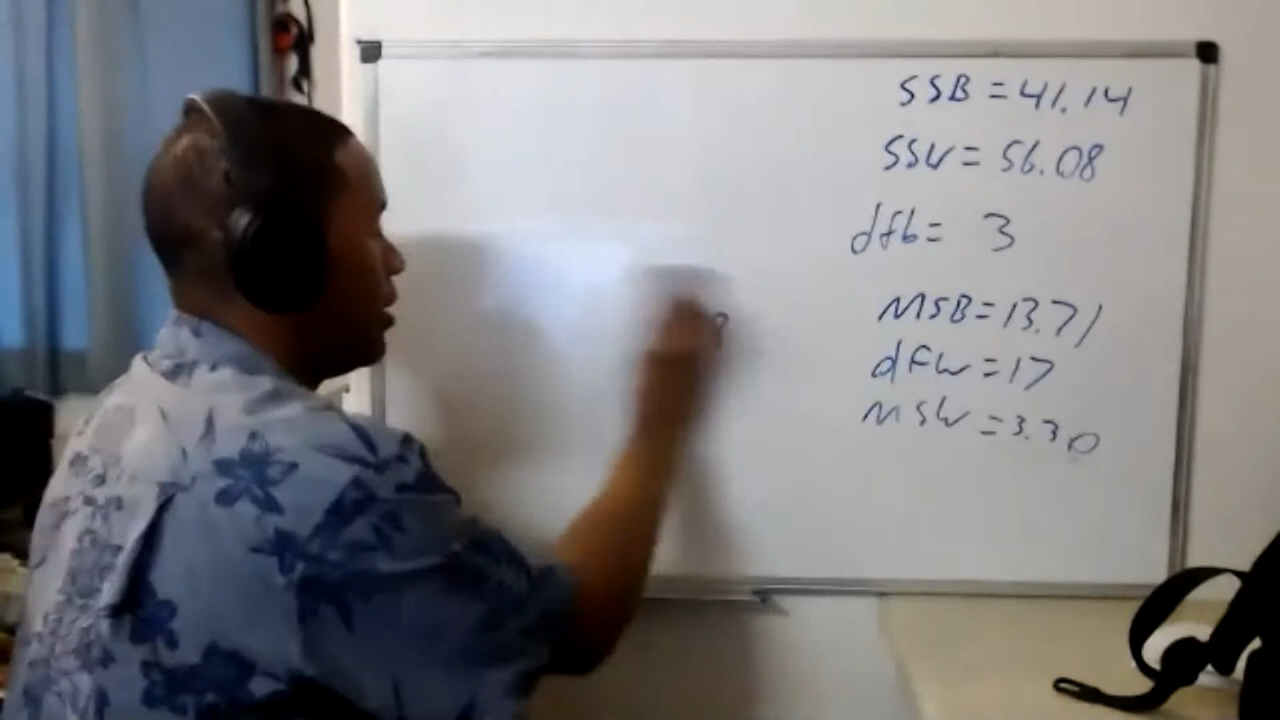 SSB = 41.14
SSW = 56.08
dfb = 3
MSB = 13.71
dfw = 17
MSW = 3.30